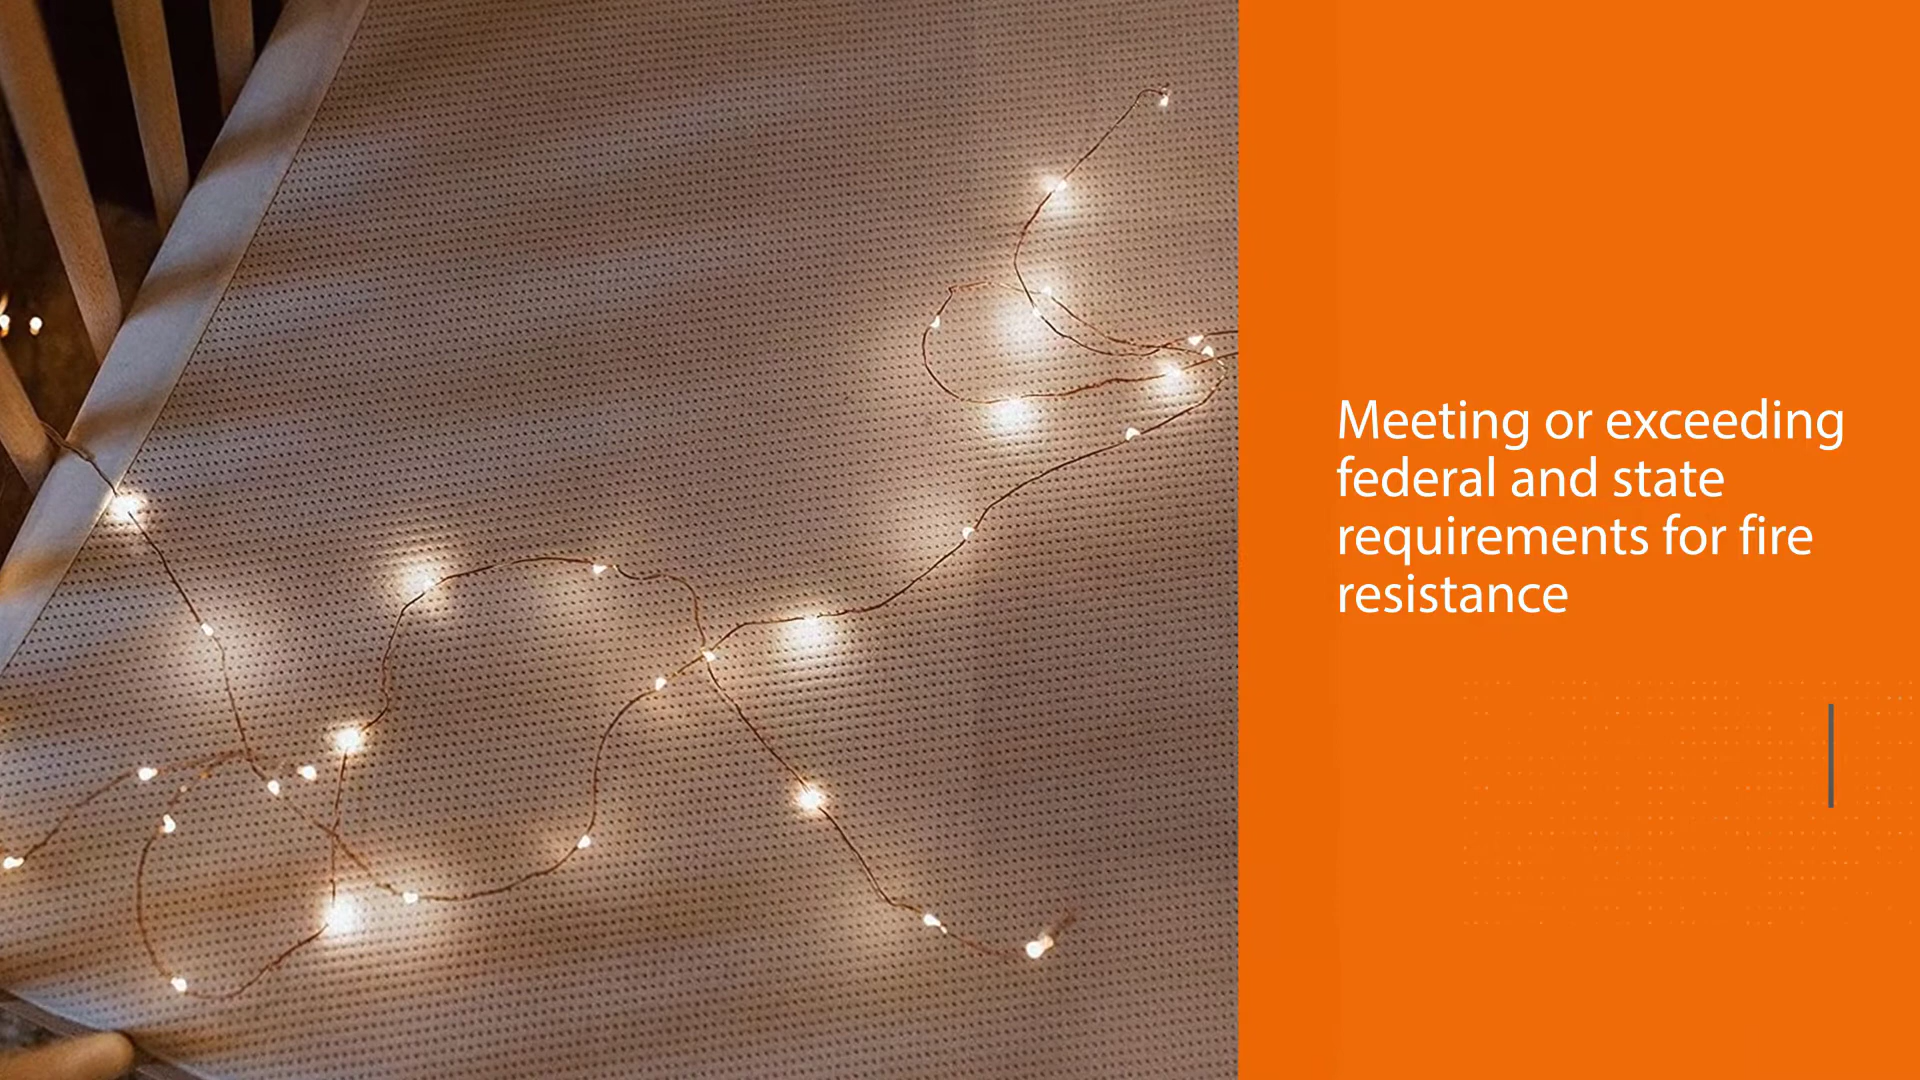 Meeting or exceeding
federal and state
requirements for fire
resistance